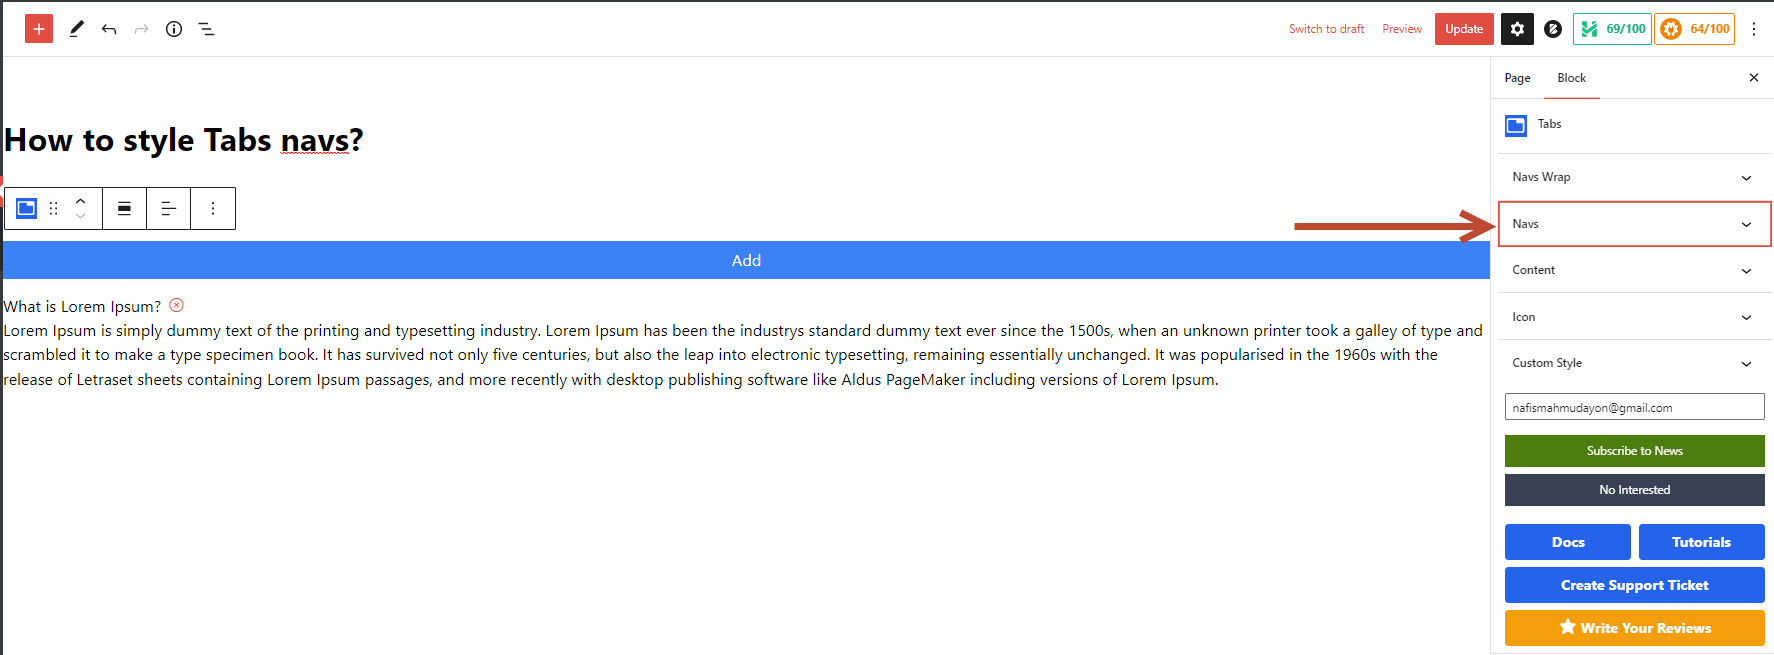 Switch to draft Preview Update 69/100 64/100
Page Block
Tabs
How to style Tabs navs?
Navs Wrap
Navs
Content
Icon
Custom Style
Add
What is Lorem Ipsum?
Lorem Ipsum is simply dummy text of the printing and typesetting industry. Lorem Ipsum has been the industrys standard dummy text ever since the 1500s, when an unknown printer took a galley of type and
scrambled it to make a type specimen book. It has survived not only five centuries, but also the leap into electronic typesetting, remaining essentially unchanged. It was popularised in the 1960s with the
release of Letraset sheets containing Lorem Ipsum passages, and more recently with desktop publishing software like Aldus PageMaker including versions of Lorem Ipsum.
nafismahmudayon@gmail.com
Subscribe to News
No Interested
Docs Tutorials
Create Support Ticket
Write Your Reviews